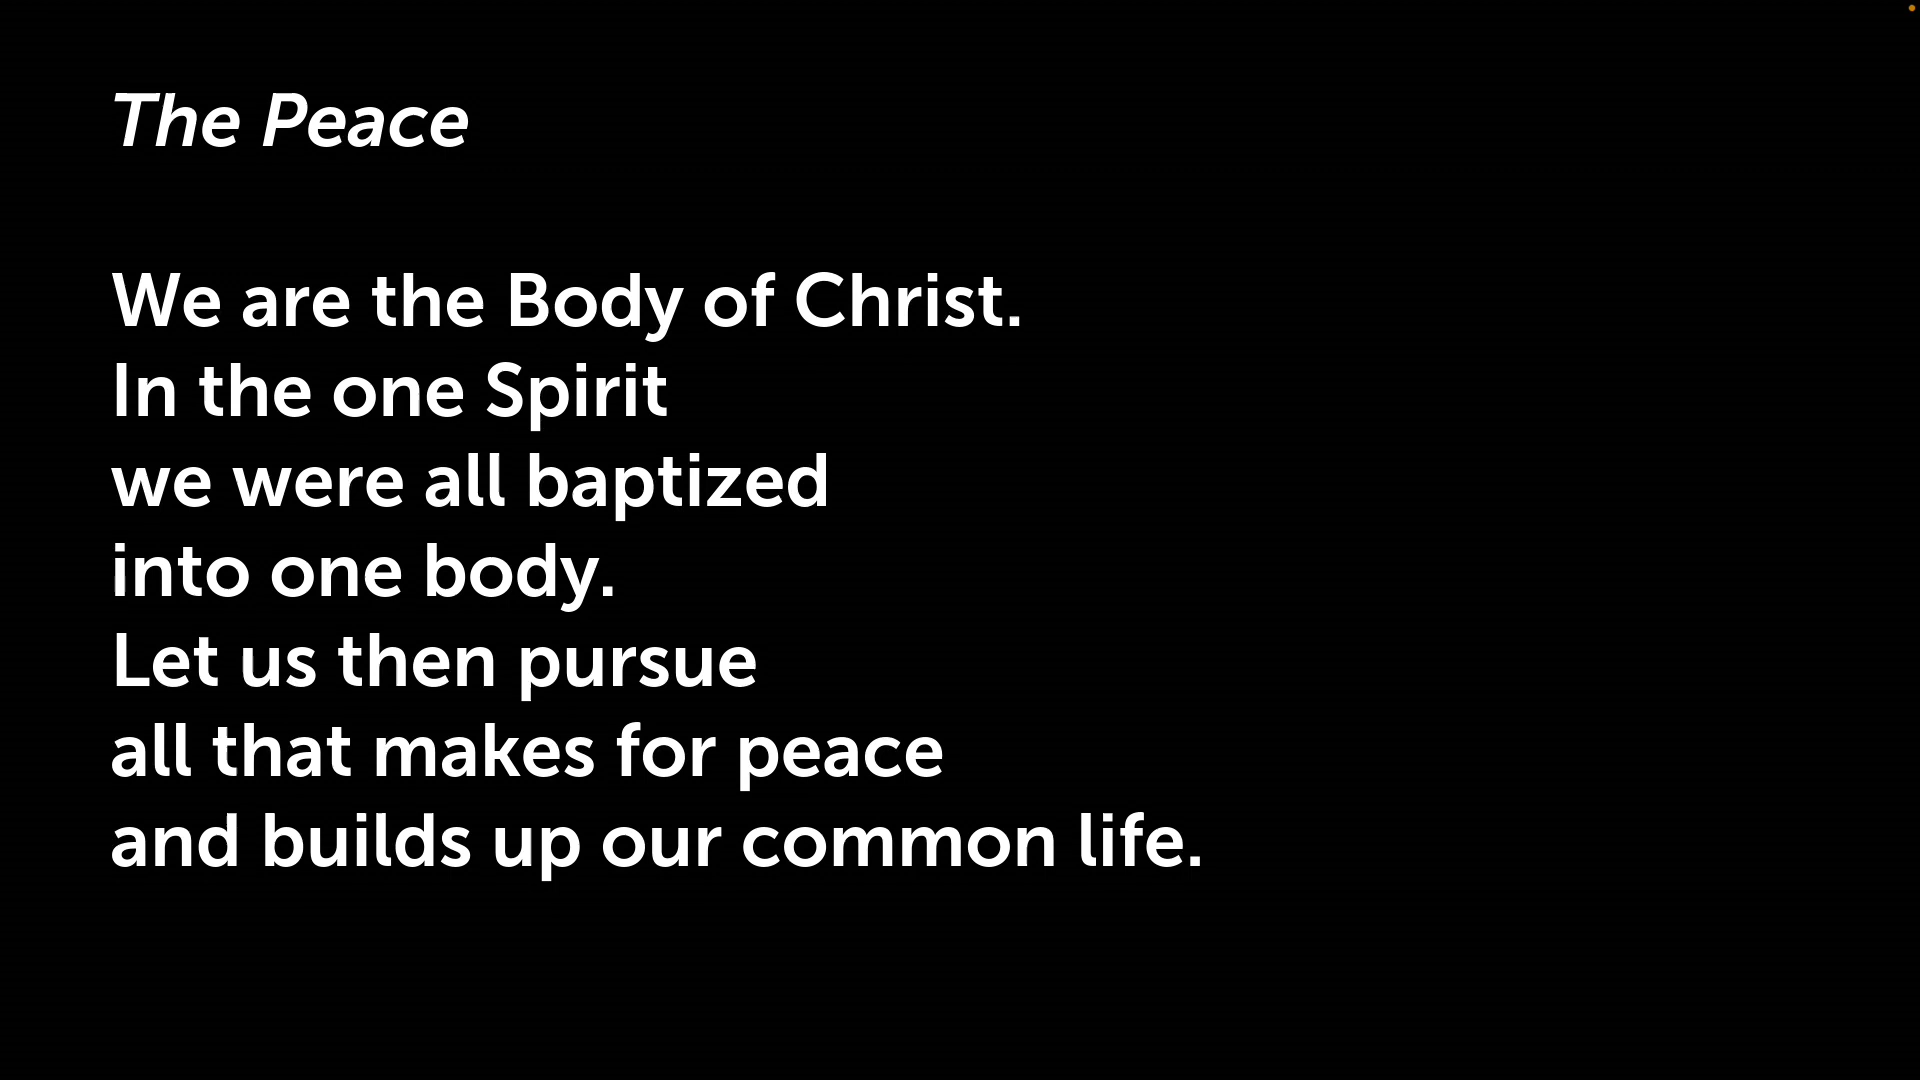 The Peace
We are the Body of Christ.
In the one Spirit
we were all baptized
into one body.
Let us then pursue
all that makes for peace
and builds up our common life.